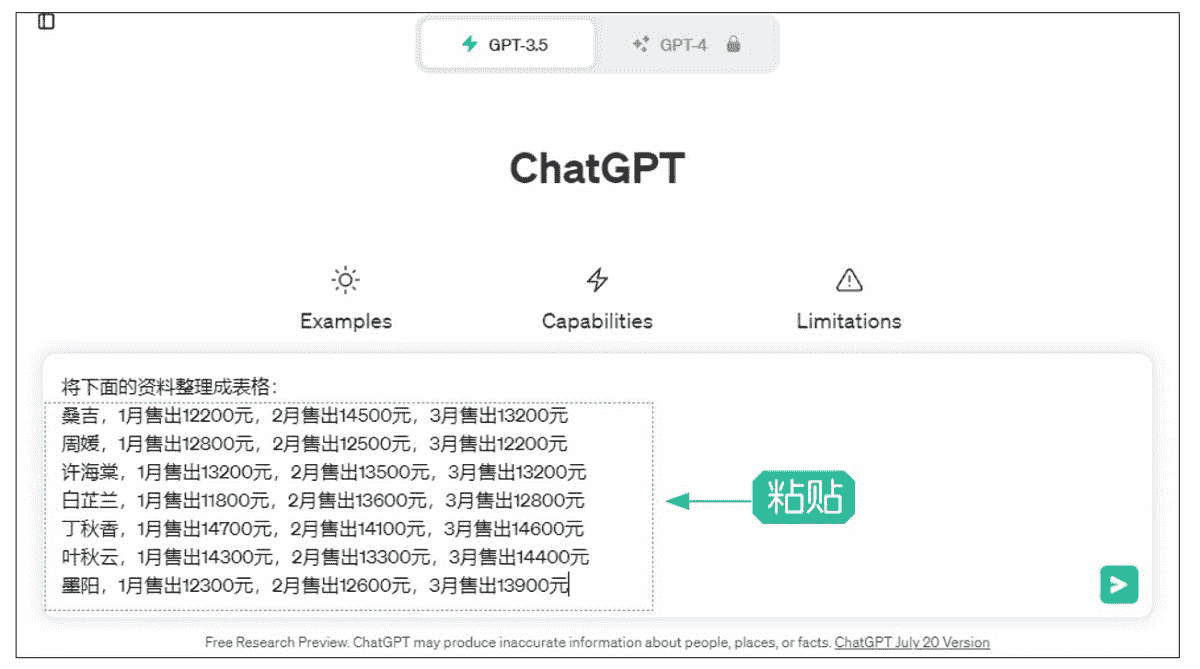 GPT-3.5
GPT-4
ChatGPT
Examples
Capabilities
Limitations
将下面的资料整理成表格:
桑吉，1月售出12200元，2月售出14500元，3月售出13200元
周媛，1月售出12800元，2月售出12500元，3月售出12200元
许海棠，1月售出13200元，2月售出13500元，3月售出13200元
白芷兰，1月售出11800元，2月售出13600元，3月售出12800元
丁秋香，1月售出14700元，2月售出14100元，3月售出14600元
叶秋云，1月售出14300元，2月售出13300元，3月售出14400元
墨阳，1月售出12300元，2月售出12600元，3月售出13900元
粘贴
Free Research Preview. ChatGPT may produce inaccurate information about people, places, or facts. ChatGPT July 20 Version